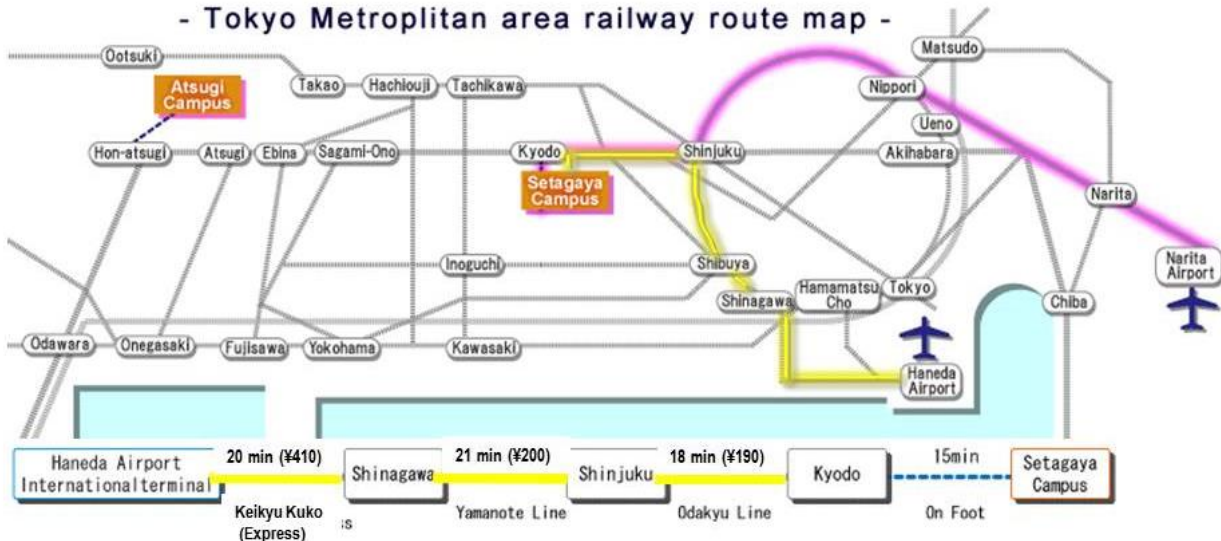 - Tokyo Metroplitan area railway route map -
Ootsuki
Matsudo
Atsugi
Campus
Takao
Hachiouji
Tachikawa
Nippori
Ueno
Hon-atsugi
Atsugi
Ebina
Sagami-Ono
Kyodo
Shinjuku
Akihabara
Setagaya
Campus
Narita
Inoguchi
Shibuya
Narita
Airport
Shinagawa
Hamamatsu
Cho
Tokyo
Chiba
Odawara
Onegasaki
Fujisawa
Yokohama
Kawasaki
Haneda
Airport
Haneda Airport
Internationalterminal
20 min (¥410)
Keikyu Kuko
(Express)
ss
Shinagawa
21 min (¥200)
Yamanote Line
Shinjuku
18 min (¥190)
Odakyu Line
Kyodo
15min
On Foot
Setagaya
Campus